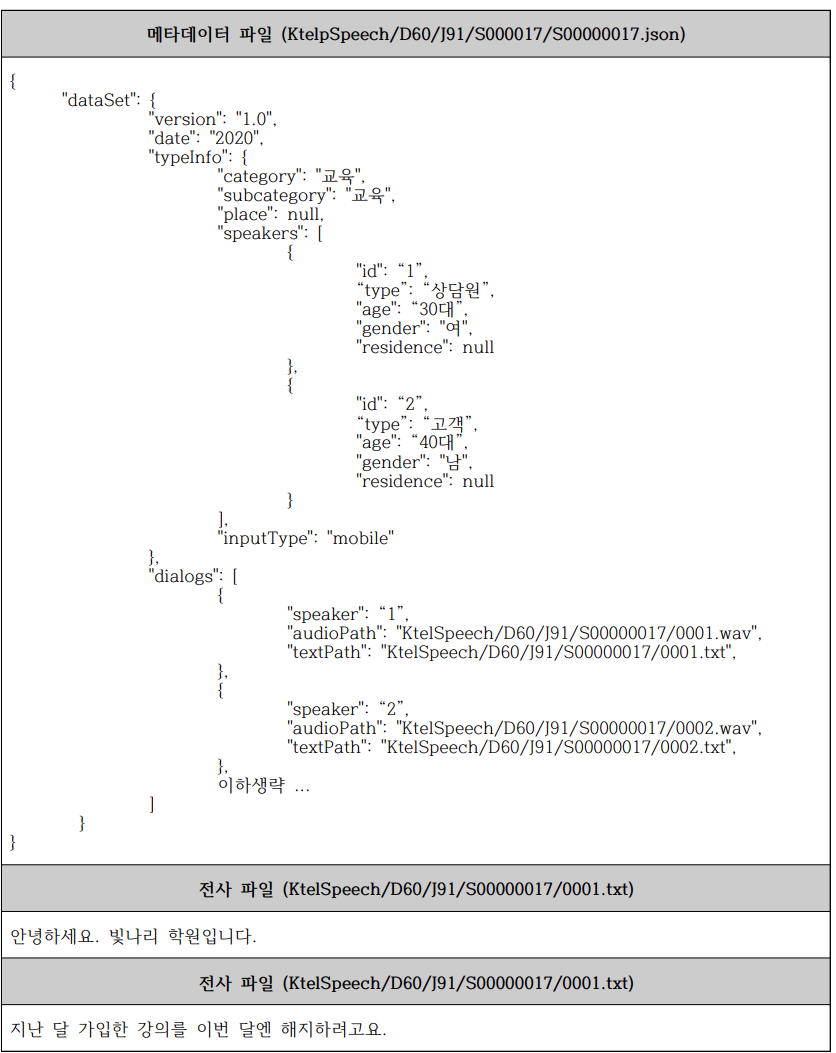 메타데이터 파일 (KtelpSpeech/D60/J91/S000017/S00000017.json)
{
"dataSet": {
"version": "1.0",
"date": "2020",
"typeInfo": {
"category": "교육",
"subcategory": "교육",
"place": null,
"speakers": [
{
"id": “1”,
“type”: “상담원”,
"age": “30대”,
"gender": "여",
"residence": null
},
{
"id": “2”,
“type”: “고객”,
"age": “40대”,
"gender": "남",
"residence": null
}
],
"inputType": "mobile"
},
"dialogs": [
{
"speaker": “1”,
"audioPath": "KtelSpeech/D60/J91/S00000017/0001.wav",
"textPath": "KtelSpeech/D60/J91/S00000017/0001.txt",
},
{
"speaker": “2”,
"audioPath": "KtelSpeech/D60/J91/S00000017/0002.wav",
"textPath": "KtelSpeech/D60/J91/S00000017/0002.txt",
},
이하생략 ...
]
}
}
전사 파일 (KtelSpeech/D60/J91/S00000017/0001.txt)
안녕하세요. 빛나리 학원입니다.
전사 파일 (KtelSpeech/D60/J91/S00000017/0001.txt)
지난 달 가입한 강의를 이번 달엔 해지하려고요.